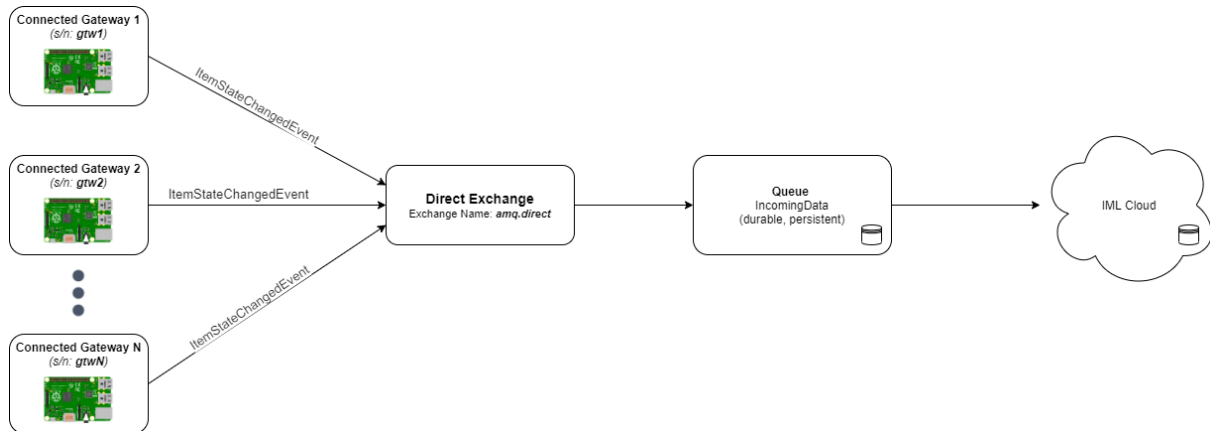 Connected Gateway 1
(s/n: gtw1)
ItemStateChangedEvent
Connected Gateway 2
(s/n: gtw2)
ItemStateChangedEvent
Direct Exchange
Exchange Name: amq.direct
Queue
IncomingData
(durable, persistent)
IML Cloud
ItemStateChangedEvent
Connected Gateway N
(s/n: gtwN)